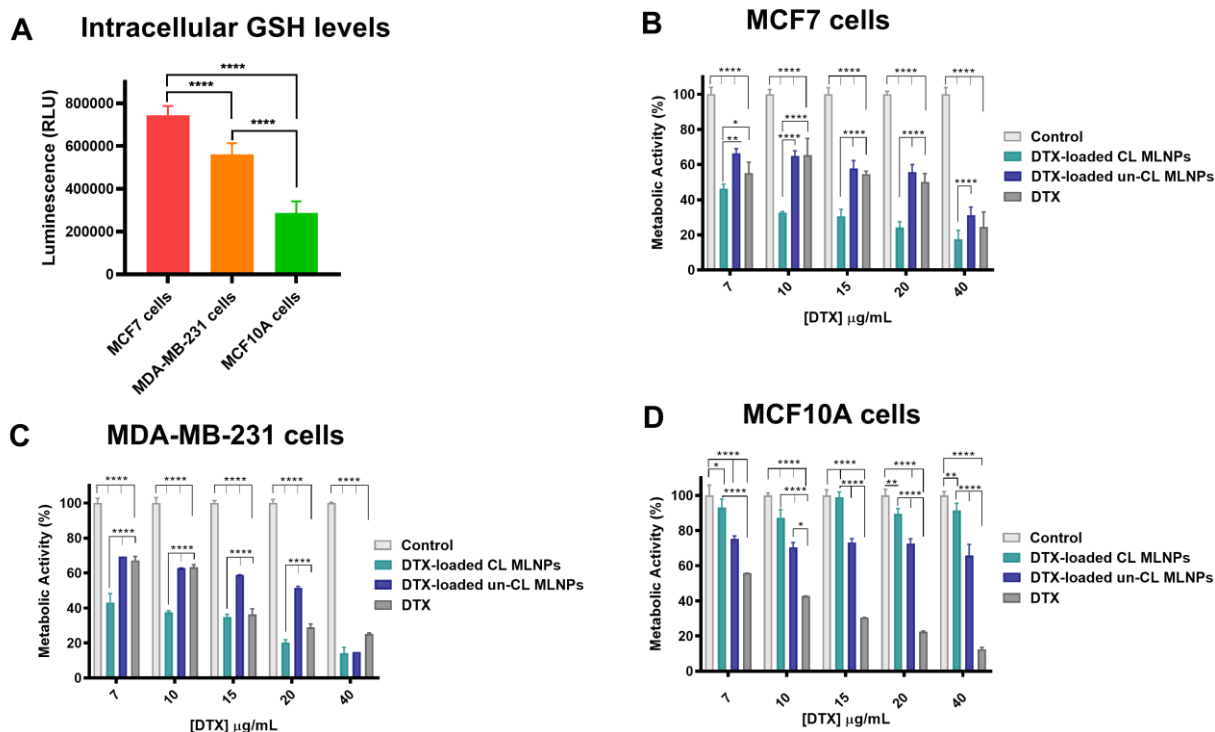 A
Intracellular GSH levels
****
****
****
Luminescence (RLU)
800000
600000
400000
200000
0
MCF7 cells
MDA-MB-231 cells
MCF10A cells
B
MCF7 cells
**** **** **** **** ****
* ****
** **** **** **** ****
Metabolic Activity (%)
100
80
60
40
20
0
7 10 15 20 40
[DTX] µg/mL
Control
DTX-loaded CL MLNPs
DTX-loaded un-CL MLNPs
DTX
C
MDA-MB-231 cells
**** **** **** **** ****
**** **** **** ****
Metabolic Activity (%)
100
80
60
40
20
0
7 10 15 20 40
[DTX] µg/mL
Control
DTX-loaded CL MLNPs
DTX-loaded un-CL MLNPs
DTX
D
MCF10A cells
**** **** **** **** ****
* ** **
**** **** **** **** ****
*
Metabolic Activity (%)
100
80
60
40
20
0
7 10 15 20 40
[DTX] µg/mL
Control
DTX-loaded CL MLNPs
DTX-loaded un-CL MLNPs
DTX